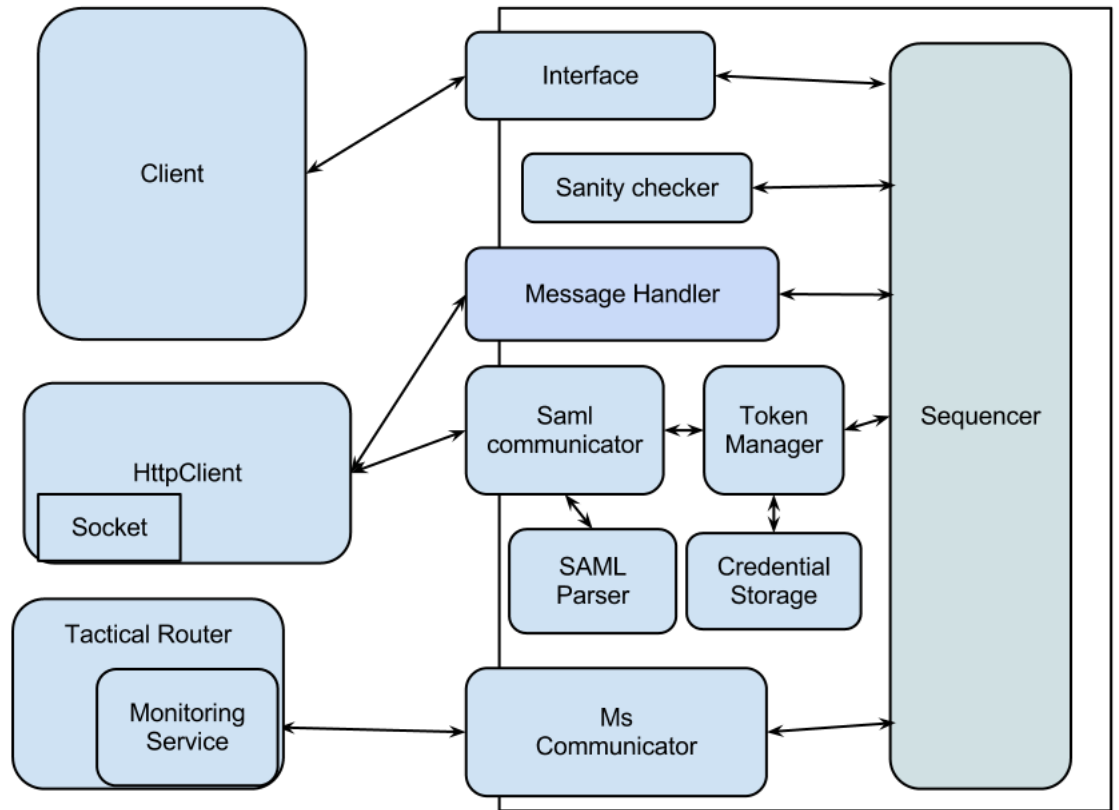 Client
HttpClient
Socket
Tactical Router
Monitoring
Service
Interface
Sanity checker
Message Handler
Saml
communicator
Token
Manager
SAML
Parser
Credential
Storage
Ms
Communicator
Sequencer